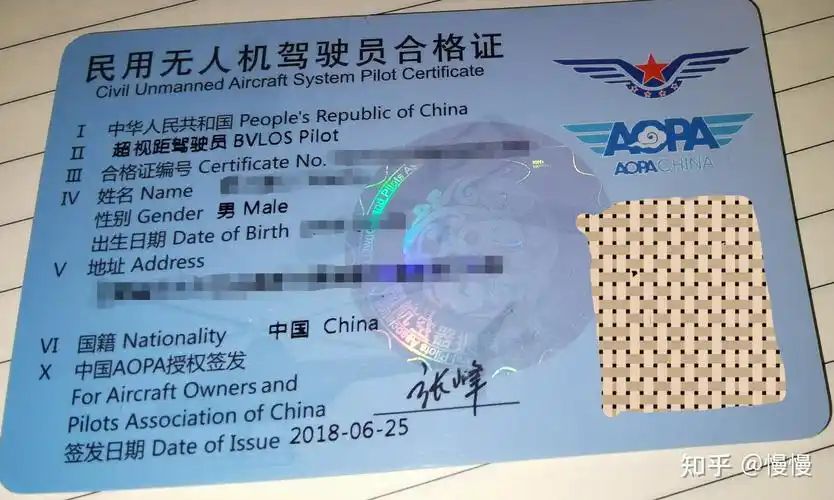 民用无人机驾驶员合格证
Civil Unmanned Aircraft System Pilot Certificate
I 中华人民共和国 People's Republic of China
II 超视距驾驶员 BVLOS Pilot
III 合格证编号 Certificate No.
IV 姓名 Name
性别 Gender 男 Male
出生日期 Date of Birth
V 地址 Address
VI 国籍 Nationality 中国 China
X 中国AOPA授权签发
For Aircraft Owners and
Pilots Association of China
张峰
签发日期 Date of Issue 2018-06-25
AOPA
AOPA CHINA
知乎 @慢慢